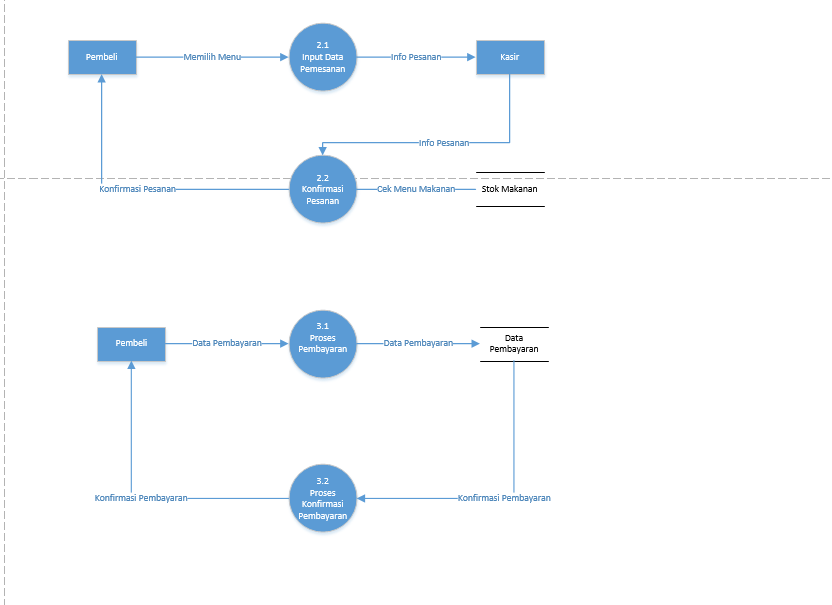 Pembeli
Memilih Menu
2.1
Input Data
Pemesanan
Info Pesanan
Kasir
Info Pesanan
Konfirmasi Pesanan
2.2
Konfirmasi
Pesanan
Cek Menu Makanan
Stok Makanan
Pembeli
Data Pembayaran
3.1
Proses
Pembayaran
Data Pembayaran
Data
Pembayaran
Konfirmasi Pembayaran
3.2
Proses
Konfirmasi
Pembayaran
Konfirmasi Pembayaran